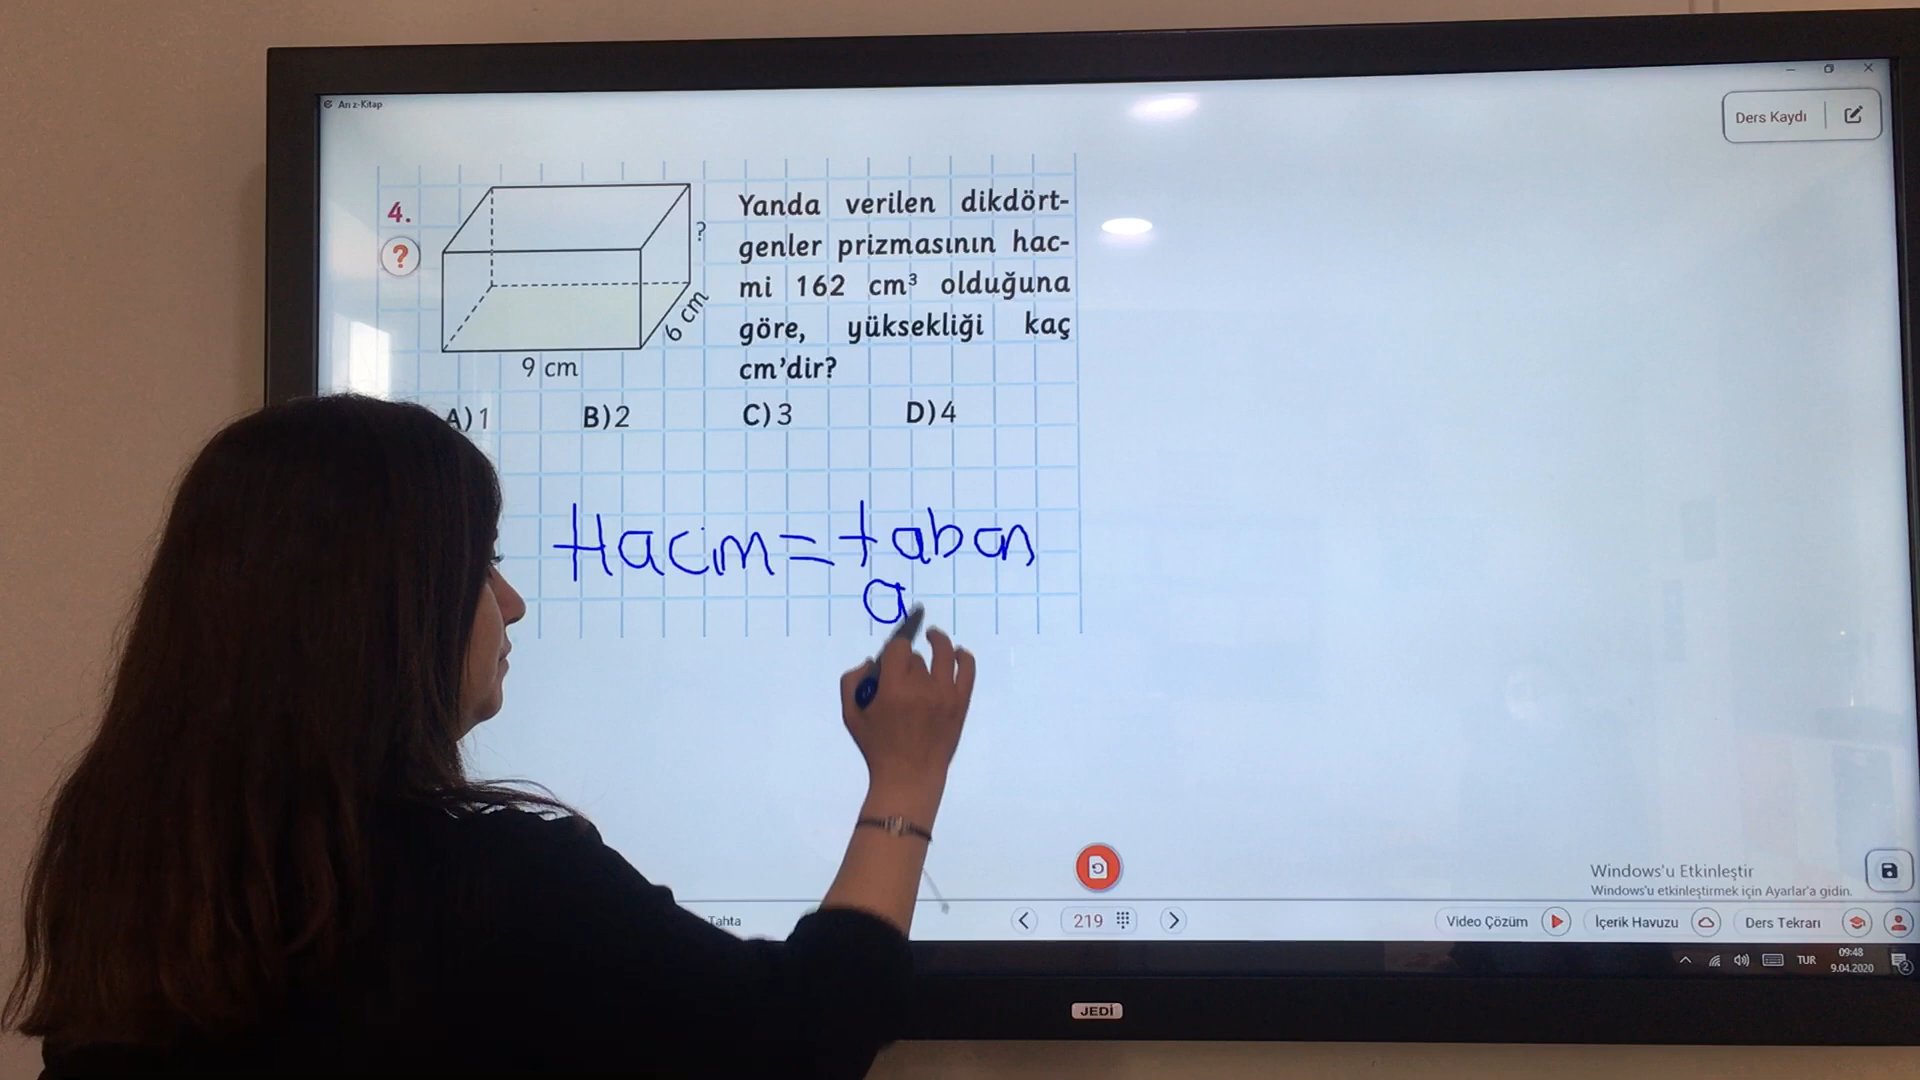 Arı z-Kitap
Ders Kaydı
4.
?
?
6 cm
9 cm
Yanda verilen dikdört-
genler prizmasının hac-
mi 162 cm³ olduğuna
göre, yüksekliği kaç
cm'dir?
A) 1 B) 2 C) 3 D) 4
Hacim = taban
a
Windows'u Etkinleştir
Windows'u etkinleştirmek için Ayarlar'a gidin.
Tahta
219
Video Çözüm
İçerik Havuzu
Ders Tekrarı
TUR
09:48
9.04.2020
2
JEDİ